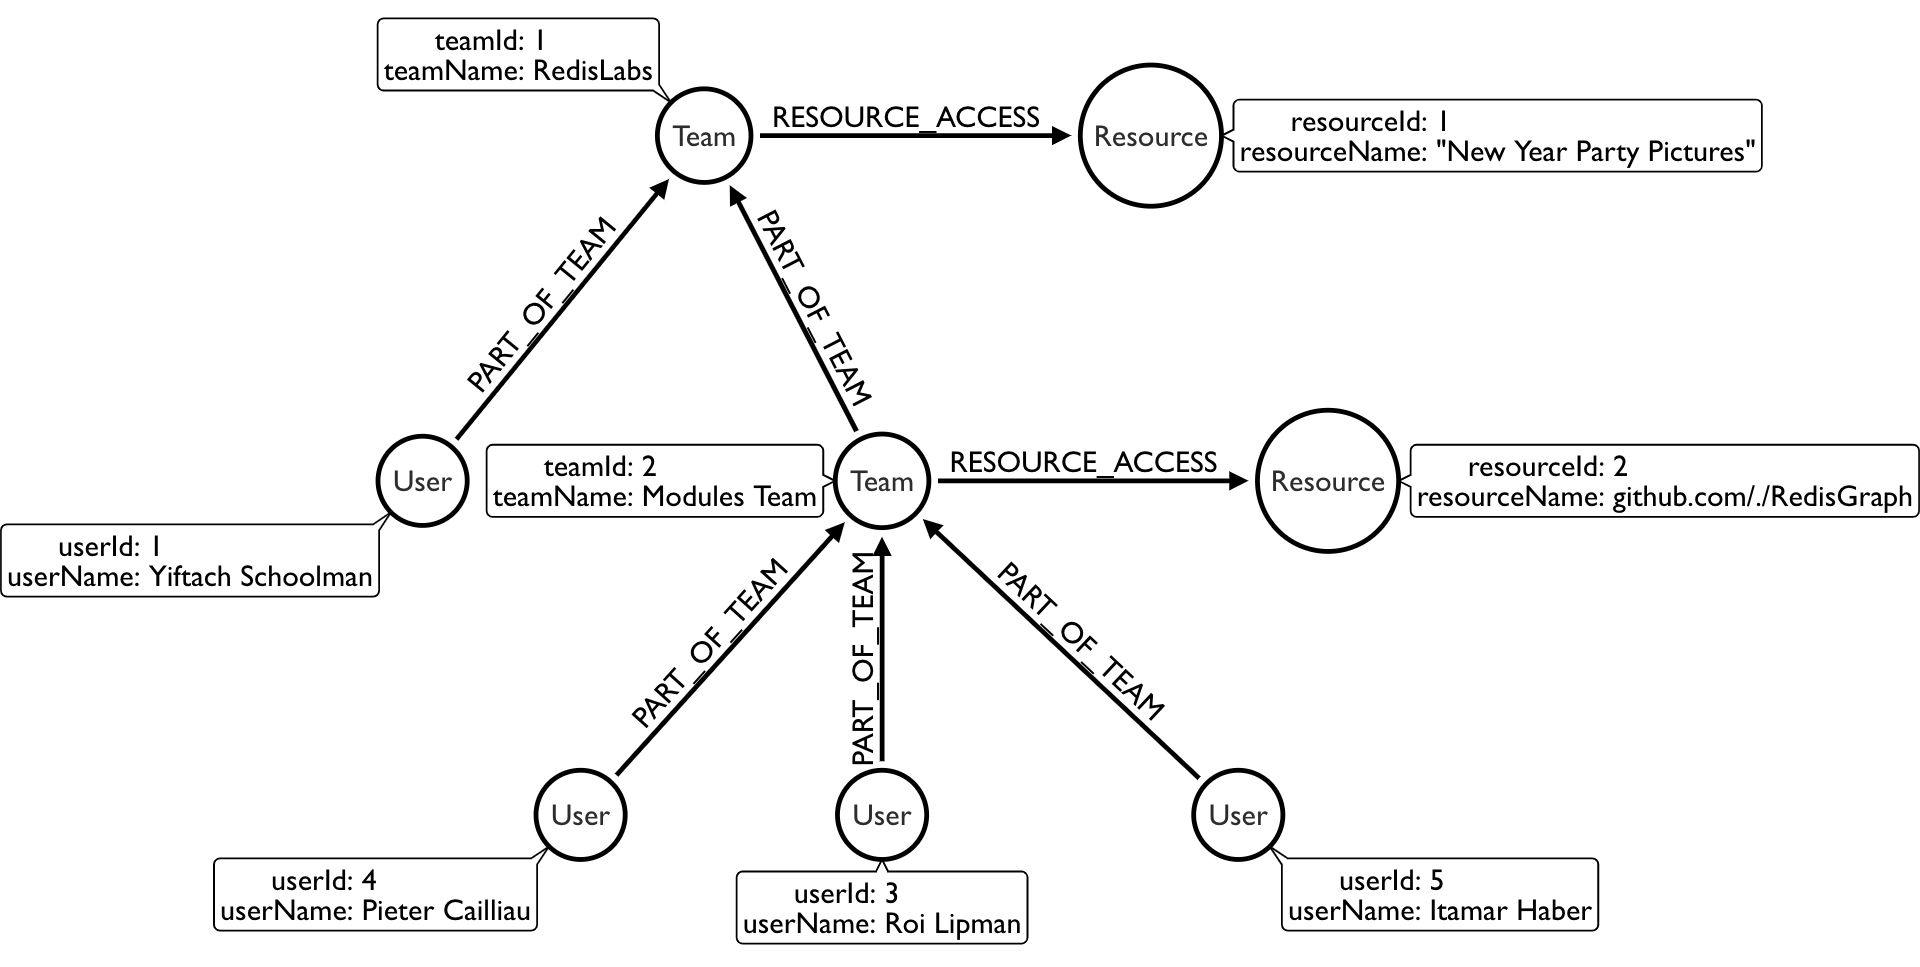 teamId: 1
teamName: RedisLabs
Team
RESOURCE_ACCESS
Resource
resourceId: 1
resourceName: "New Year Party Pictures"
PART_OF_TEAM
PART_OF_TEAM
User
userId: 1
userName: Yiftach Schoolman
teamId: 2
teamName: Modules Team
Team
RESOURCE_ACCESS
Resource
resourceId: 2
resourceName: github.com/./RedisGraph
PART_OF_TEAM
PART_OF_TEAM
PART_OF_TEAM
User
userId: 4
userName: Pieter Cailliau
User
userId: 3
userName: Roi Lipman
User
userId: 5
userName: Itamar Haber